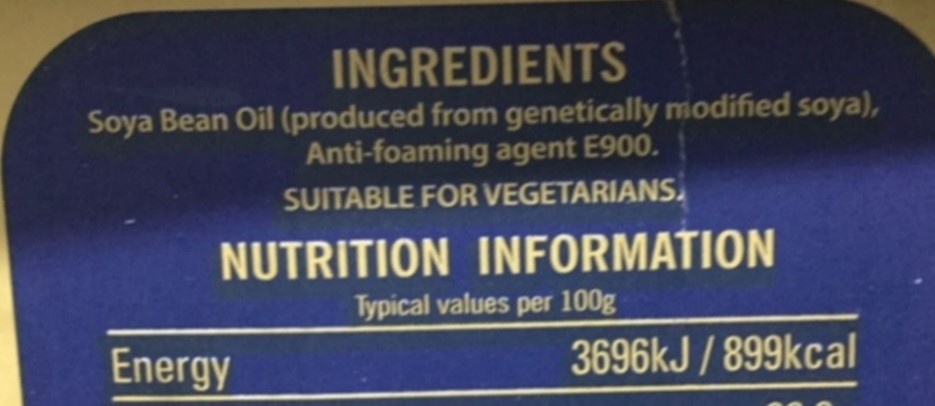 INGREDIENTS
Soya Bean Oil (produced from genetically modified soya),
Anti-foaming agent E900.
SUITABLE FOR VEGETARIANS.
NUTRITION INFORMATION
Typical values per 100g
Energy 3696kJ / 899kcal